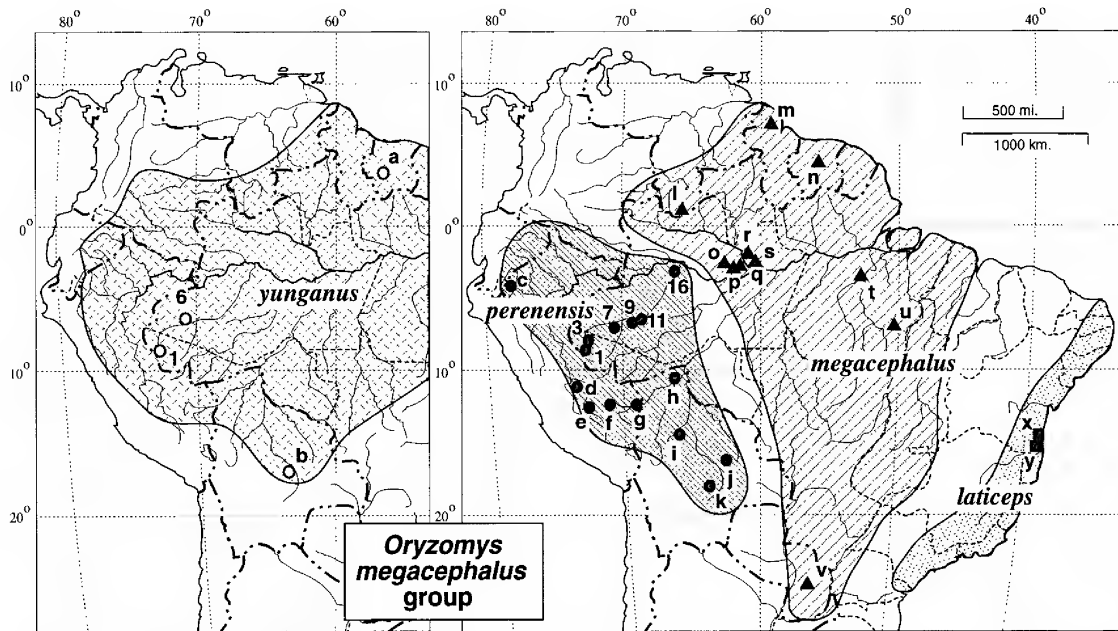 80° 70° 60°
80° 70° 60° 50° 40°
10°
a
0°
6
yunganus
1
10°
b
20°
Oryzomys
megacephalus
group
10°
m
500 mi.
1000 km.
n
l
0°
r
o
s
p
q
c
16
t
perenensis
9
7
11
u
3
1
megacephalus
10°
d
h
e
f
g
x
i
y
j
laticeps
k
20°
v